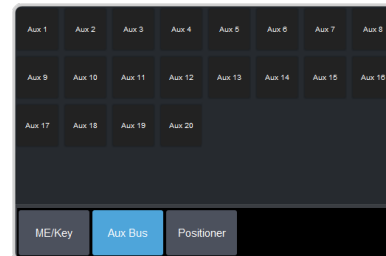 Aux 1 Aux 2 Aux 3 Aux 4 Aux 5 Aux 6 Aux 7 Aux 8
Aux 9 Aux 10 Aux 11 Aux 12 Aux 13 Aux 14 Aux 15 Aux 16
Aux 17 Aux 18 Aux 19 Aux 20
ME/Key Aux Bus Positioner